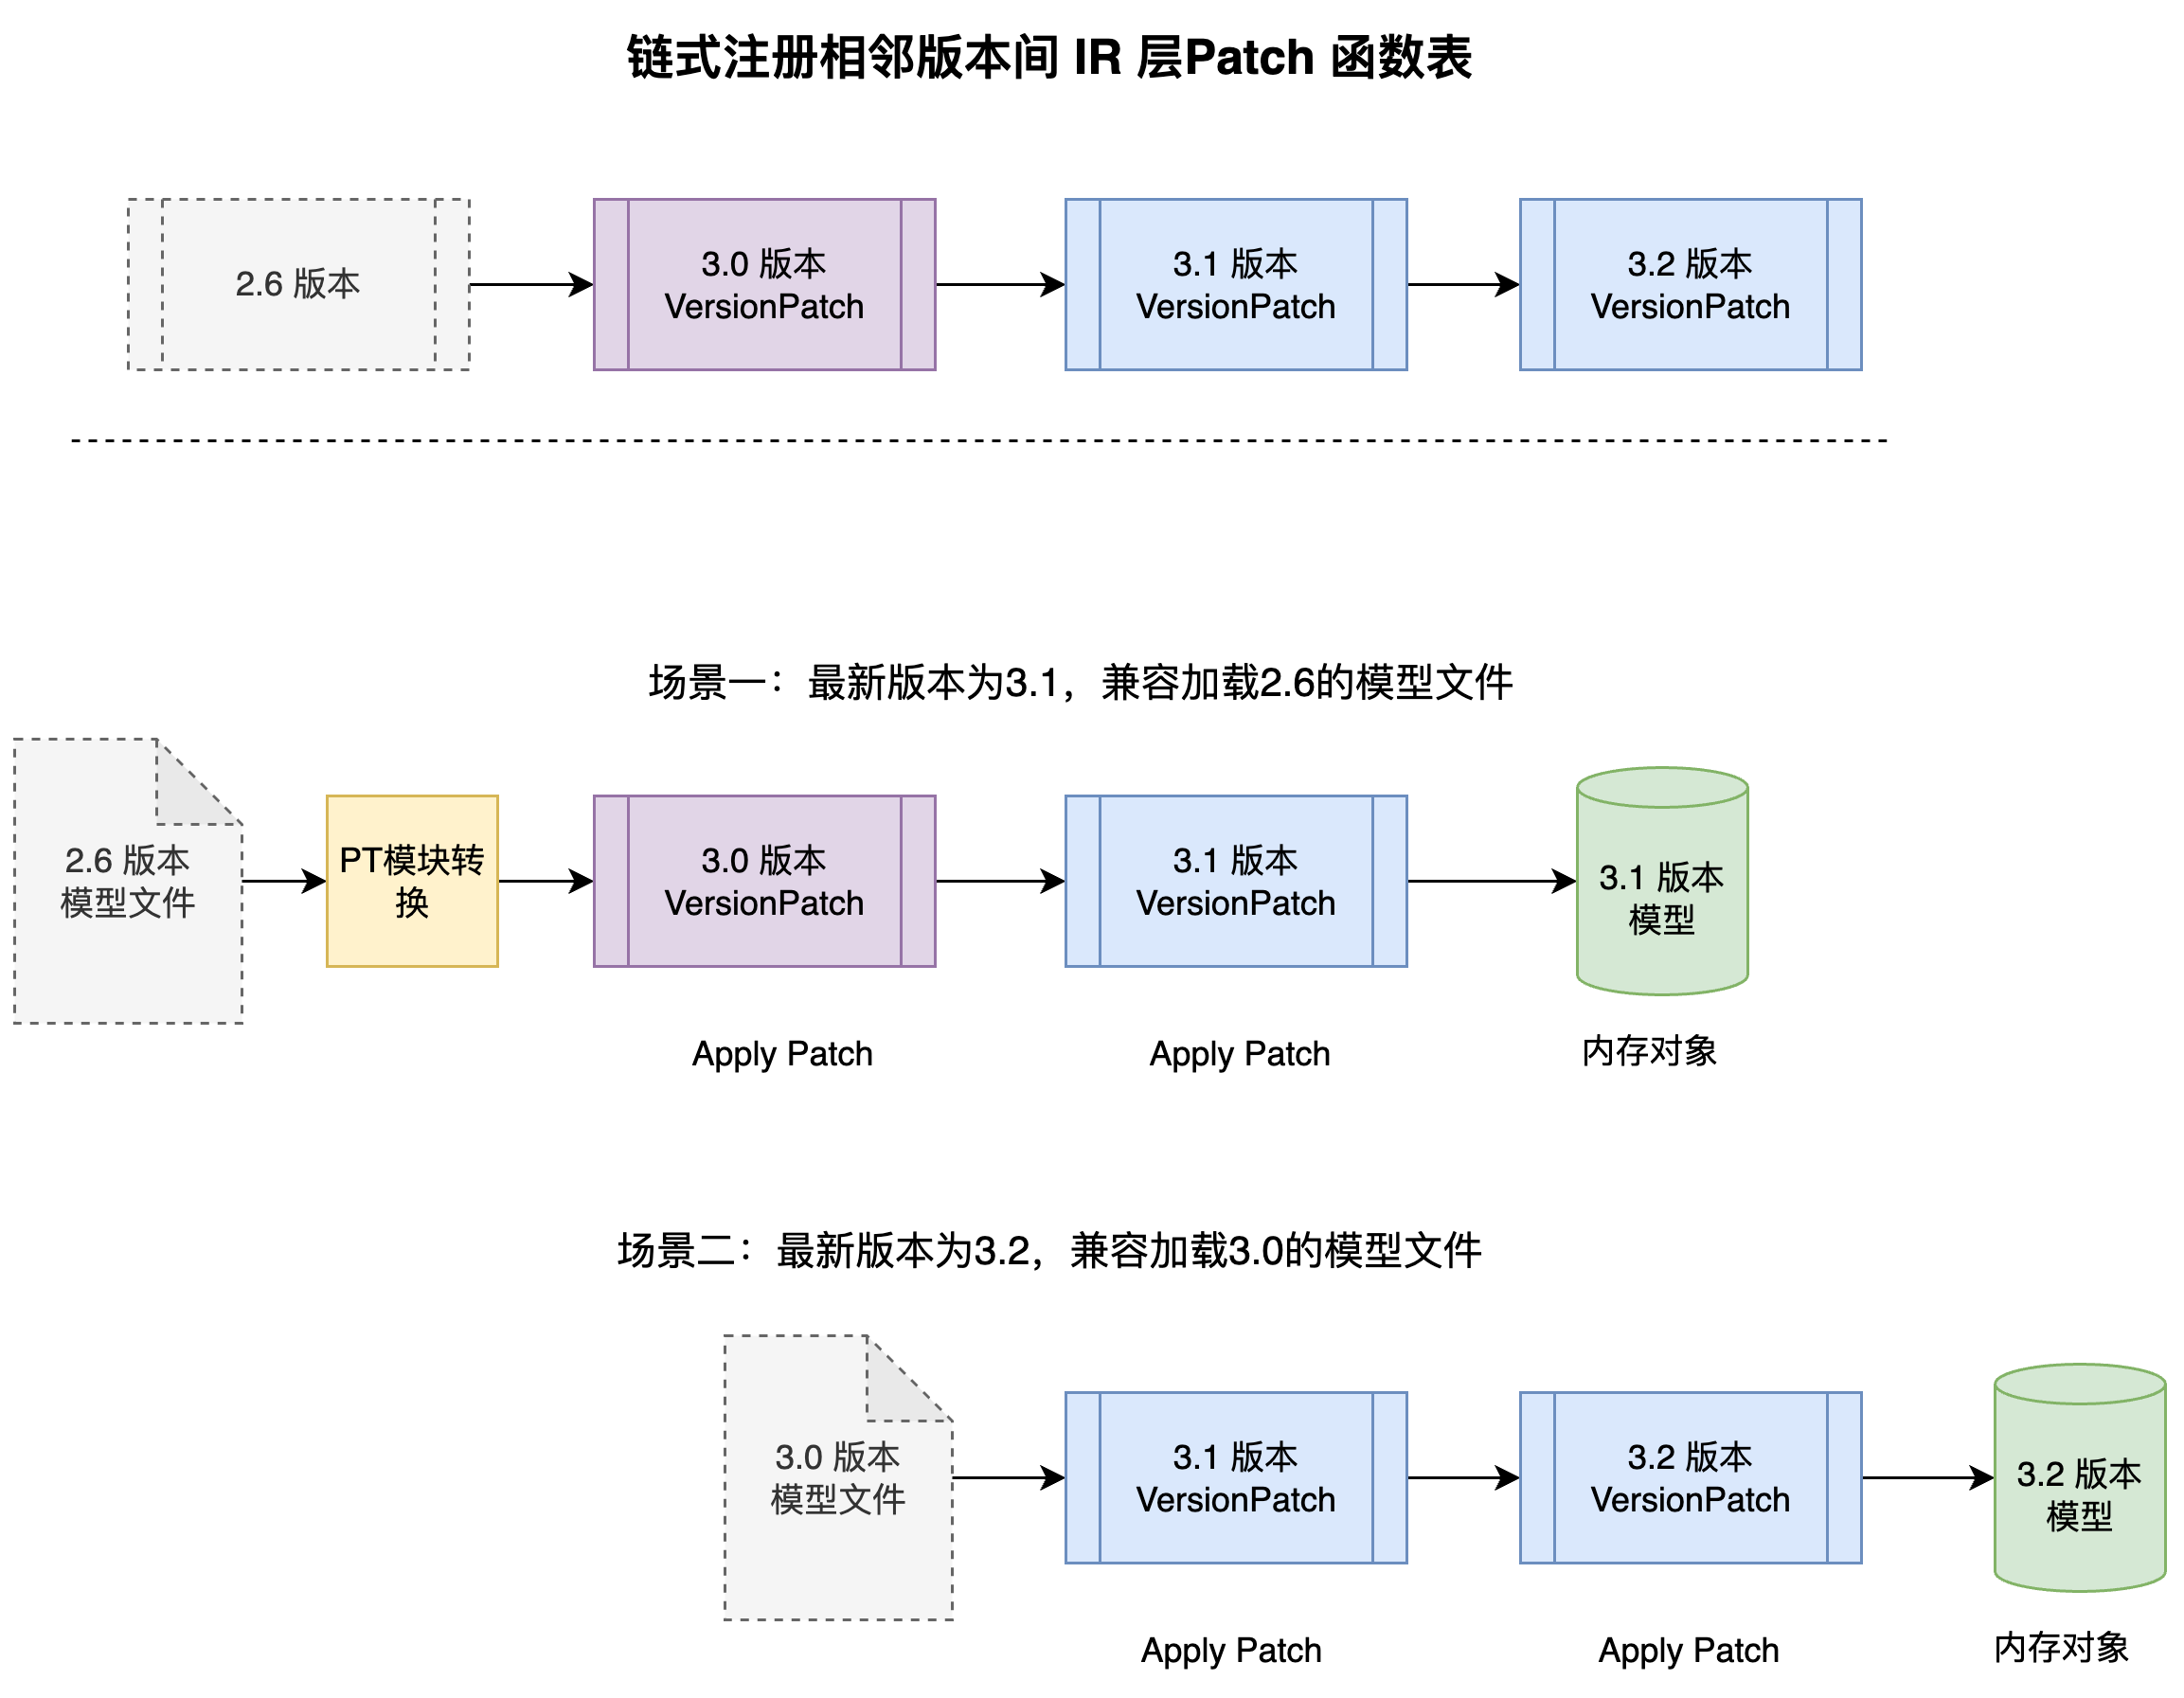 链式注册相邻版本间 IR 层Patch 函数表
2.6 版本
3.0 版本
VersionPatch
3.1 版本
VersionPatch
3.2 版本
VersionPatch
场景一：最新版本为3.1，兼容加载2.6的模型文件
2.6 版本
模型文件
PT模块转
换
3.0 版本
VersionPatch
3.1 版本
VersionPatch
3.1 版本
模型
Apply Patch
Apply Patch
内存对象
场景二：最新版本为3.2，兼容加载3.0的模型文件
3.0 版本
模型文件
3.1 版本
VersionPatch
3.2 版本
VersionPatch
3.2 版本
模型
Apply Patch
Apply Patch
内存对象